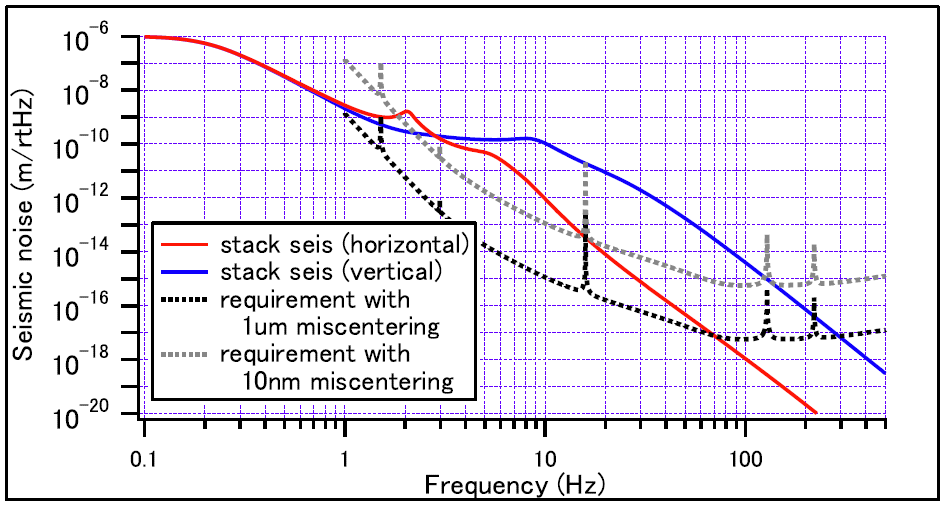 Seismic noise (m/rtHz)
10-6
10-8
10-10
10-12
10-14
10-16
10-18
10-20
stack seis (horizontal)
stack seis (vertical)
requirement with
1um miscentering
requirement with
10nm miscentering
0.1 1 10 100
Frequency (Hz)